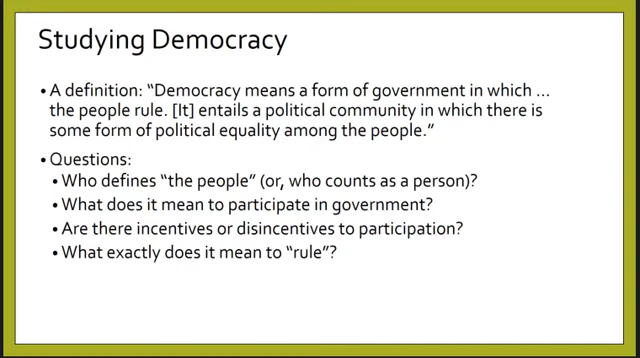 Studying Democracy
• A definition: “Democracy means a form of government in which …
the people rule. [It] entails a political community in which there is
some form of political equality among the people.”
• Questions:
• Who defines “the people” (or, who counts as a person)?
• What does it mean to participate in government?
• Are there incentives or disincentives to participation?
• What exactly does it mean to “rule”?